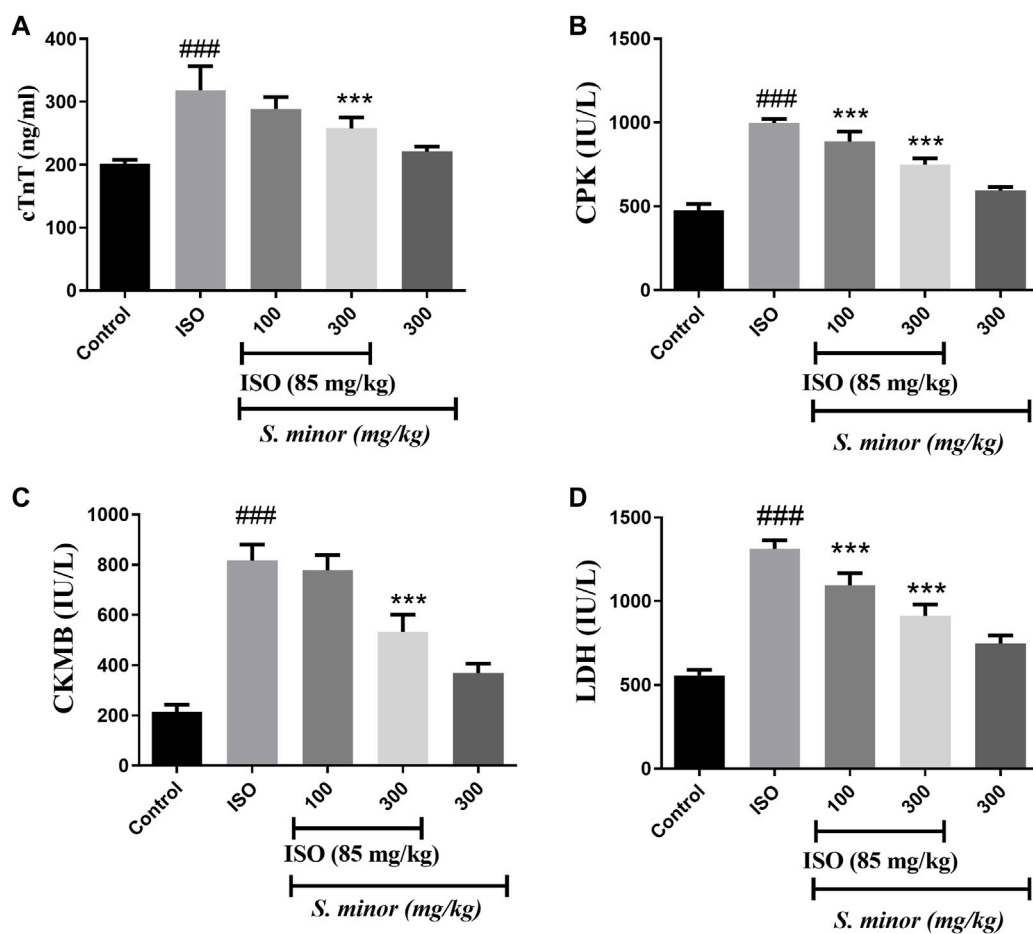 A
cTnT (ng/ml)
400
300
200
100
0
###
***
Control
ISO
100
300
300
ISO (85 mg/kg)
S. minor (mg/kg)
B
CPK (IU/L)
1500
1000
500
0
###
***
***
Control
ISO
100
300
300
ISO (85 mg/kg)
S. minor (mg/kg)
C
CKMB (IU/L)
1000
800
600
400
200
0
###
***
Control
ISO
100
300
300
ISO (85 mg/kg)
S. minor (mg/kg)
D
LDH (IU/L)
1500
1000
500
0
###
***
***
Control
ISO
100
300
300
ISO (85 mg/kg)
S. minor (mg/kg)